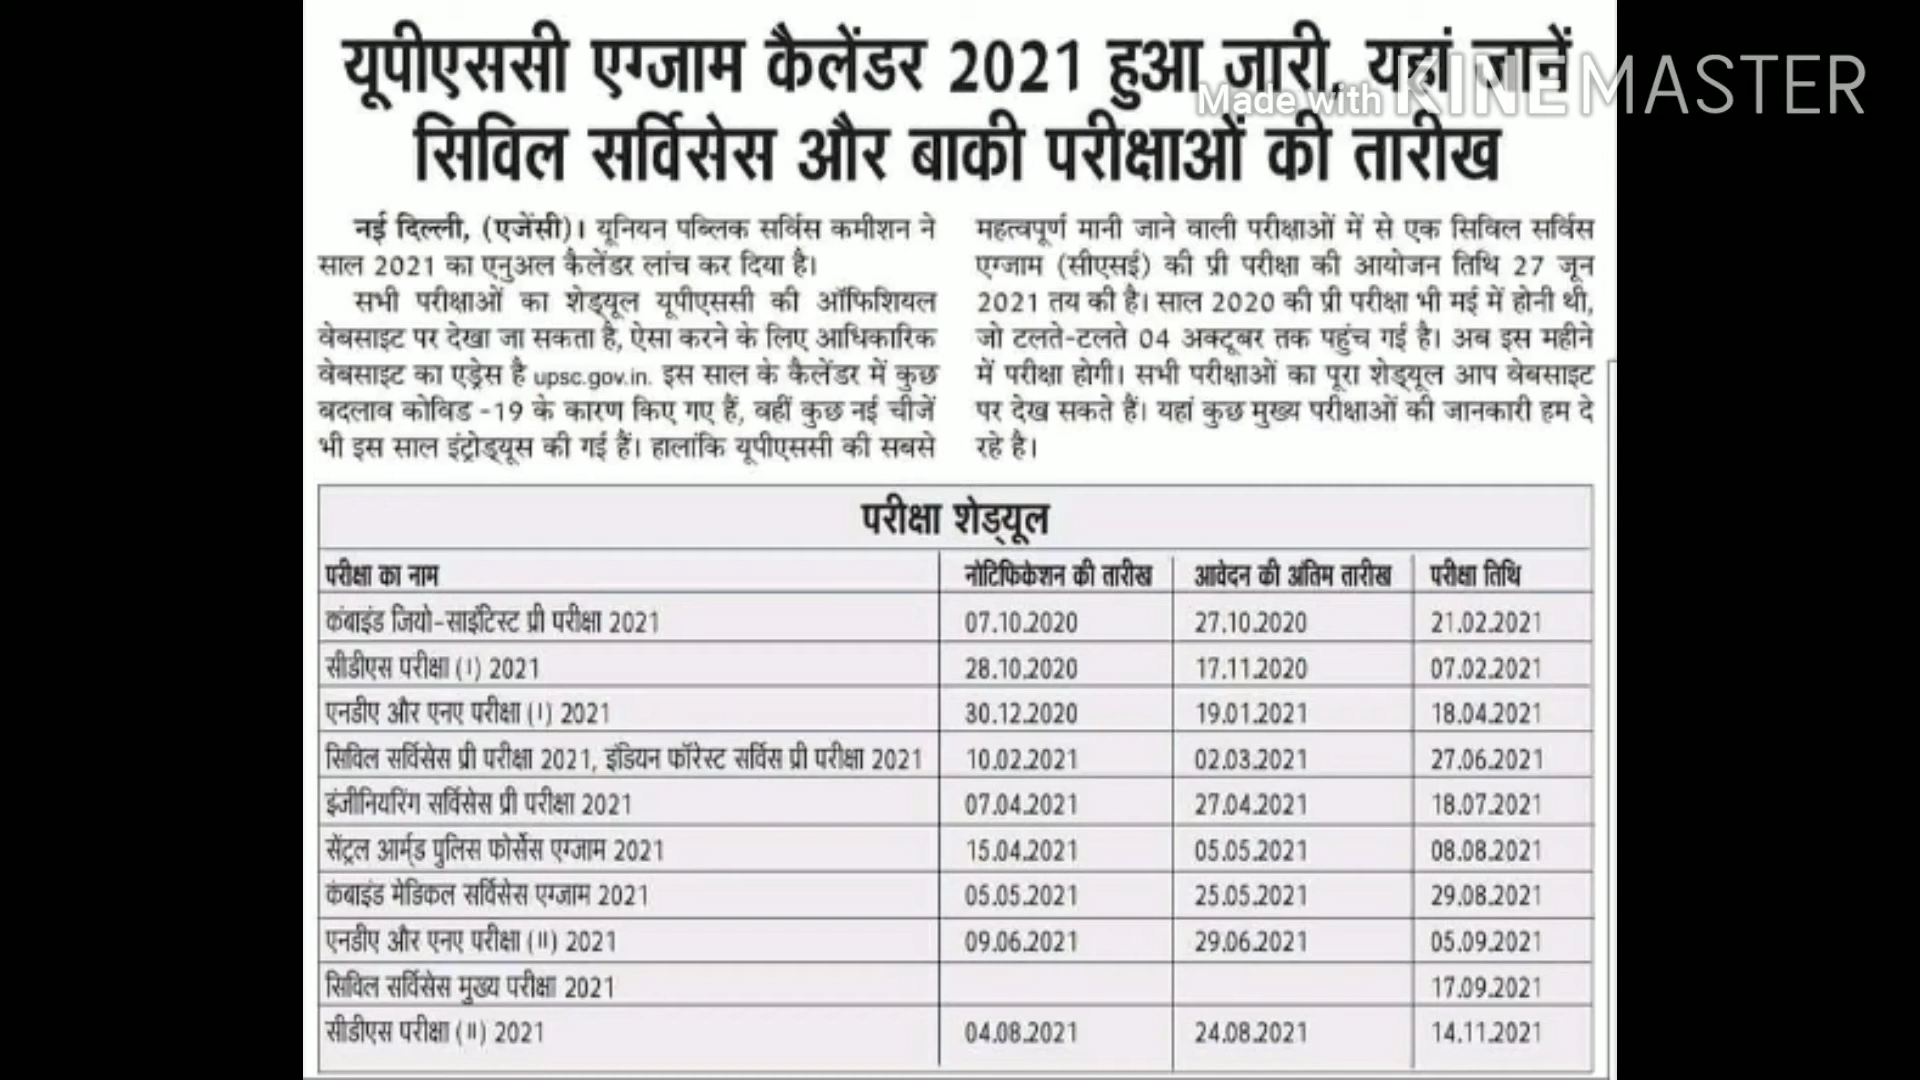 यूपीएससी एग्जाम कैलेंडर 2021 हुआ जारी, यहां जानें
Made with KINEMASTER
सिविल सर्विसेस और बाकी परीक्षाओं की तारीख
नई दिल्ली, (एजेंसी)। यूनियन पब्लिक सर्विस कमीशन ने
साल 2021 का एनुअल कैलेंडर लांच कर दिया है।
सभी परीक्षाओं का शेड्यूल यूपीएससी की ऑफिशियल
वेबसाइट पर देखा जा सकता है, ऐसा करने के लिए आधिकारिक
वेबसाइट का एड्रेस है upsc.gov.in. इस साल के कैलेंडर में कुछ
बदलाव कोविड -19 के कारण किए गए हैं, वहीं कुछ नई चीजें
भी इस साल इंट्रोड्यूस की गई हैं। हालांकि यूपीएससी की सबसे
महत्वपूर्ण मानी जाने वाली परीक्षाओं में से एक सिविल सर्विस
एग्जाम (सीएसई) की प्री परीक्षा की आयोजन तिथि 27 जून
2021 तय की है। साल 2020 की प्री परीक्षा भी मई में होनी थी,
जो टलते-टलते 04 अक्टूबर तक पहुंच गई है। अब इस महीने
में परीक्षा होगी। सभी परीक्षाओं का पूरा शेड्यूल आप वेबसाइट
पर देख सकते हैं। यहां कुछ मुख्य परीक्षाओं की जानकारी हम दे
रहे है।
परीक्षा शेड्यूल
परीक्षा का नाम नोटिफिकेशन की तारीख आवेदन की अंतिम तारीख परीक्षा तिथि
कंबाइंड जियो-साइंटिस्ट प्री परीक्षा 2021 07.10.2020 27.10.2020 21.02.2021
सीडीएस परीक्षा (।) 2021 28.10.2020 17.11.2020 07.02.2021
एनडीए और एनए परीक्षा (।) 2021 30.12.2020 19.01.2021 18.04.2021
सिविल सर्विसेस प्री परीक्षा 2021, इंडियन फॉरेस्ट सर्विस प्री परीक्षा 2021 10.02.2021 02.03.2021 27.06.2021
इंजीनियरिंग सर्विसेस प्री परीक्षा 2021 07.04.2021 27.04.2021 18.07.2021
सेंट्रल आर्म्ड पुलिस फोर्सेस एग्जाम 2021 15.04.2021 05.05.2021 08.08.2021
कंबाइंड मेडिकल सर्विसेस एग्जाम 2021 05.05.2021 25.05.2021 29.08.2021
एनडीए और एनए परीक्षा (॥) 2021 09.06.2021 29.06.2021 05.09.2021
सिविल सर्विसेस मुख्य परीक्षा 2021 17.09.2021
सीडीएस परीक्षा (॥) 2021 04.08.2021 24.08.2021 14.11.2021